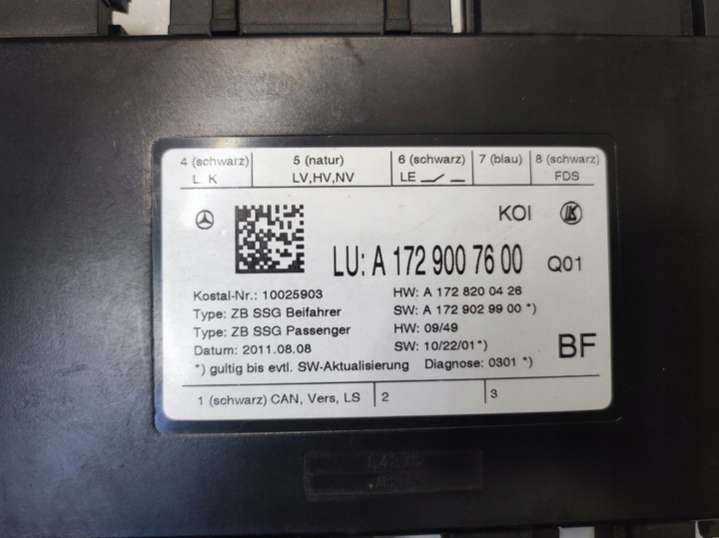 4 (schwarz) 5 (natur) 6 (schwarz) 7 (blau) 8 (schwarz)
L K LV,HV,NV LE FDS
KOI
LU: A 172 900 76 00 Q01
Kostal-Nr.: 10025903 HW: A 172 820 04 26
Type: ZB SSG Beifahrer SW: A 172 902 99 00 *)
Type: ZB SSG Passenger HW: 09/49
Datum: 2011.08.08 SW: 10/22/01 *) BF
*) gultig bis evtl. SW-Aktualisierung Diagnose: 0301 *)
1 (schwarz) CAN, Vers, LS 2 3